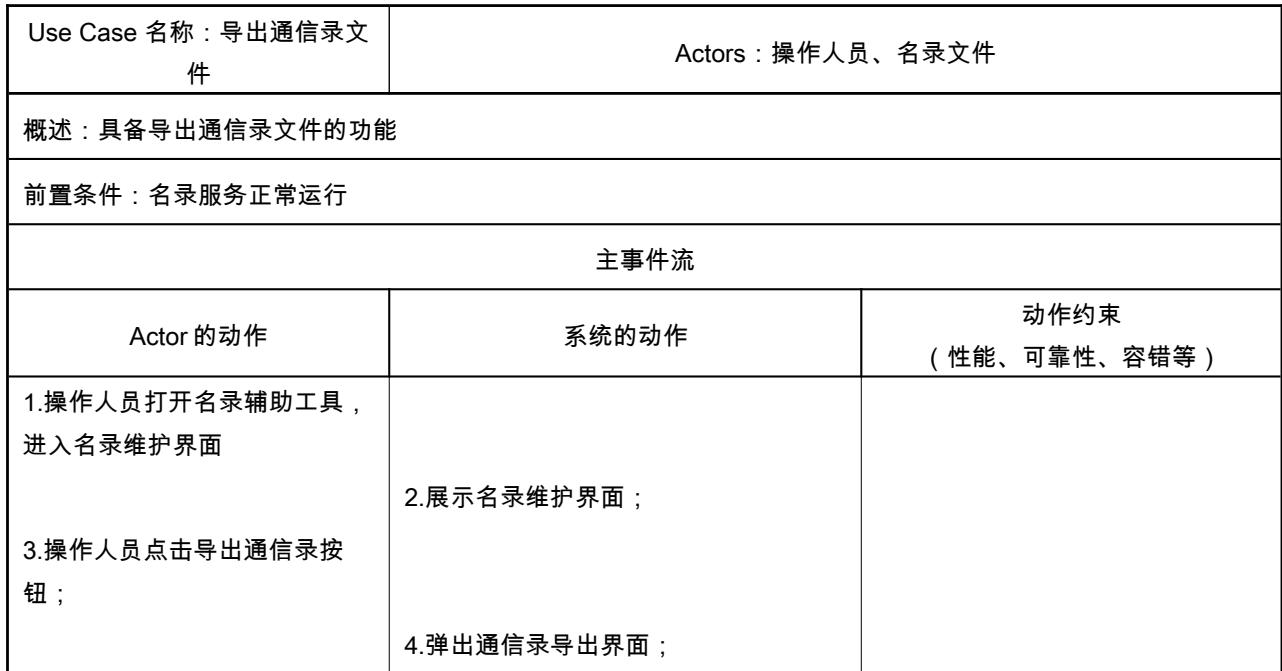 Use Case 名称：导出通信录文
件
Actors：操作人员、名录文件
概述：具备导出通信录文件的功能
前置条件：名录服务正常运行
主事件流
Actor 的动作
系统的动作
动作约束
（性能、可靠性、容错等）
1.操作人员打开名录辅助工具，
进入名录维护界面
2.展示名录维护界面；
3.操作人员点击导出通信录按
钮；
4.弹出通信录导出界面；